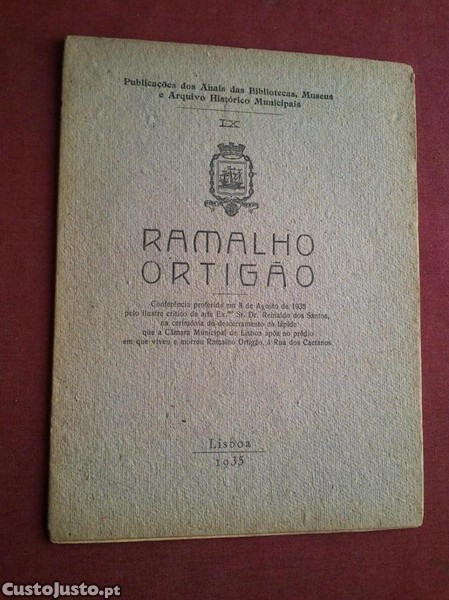 Publicações dos Anais das Bibliotecas, Museus
e Arquivo Histórico Municipais
IX
RAMALHO
ORTIGÃO
Conferência proferida em 8 de Agosto de 1935
pelo ilustre crítico de arte Ex.mo Sr. Dr. Reinaldo dos Santos,
na cerimónia do descerramento da lápide
que a Câmara Municipal de Lisboa após no prédio
em que viveu e morreu Ramalho Ortigão, à Rua dos Caetanos
Lisboa
1935
CustoJusto.pt